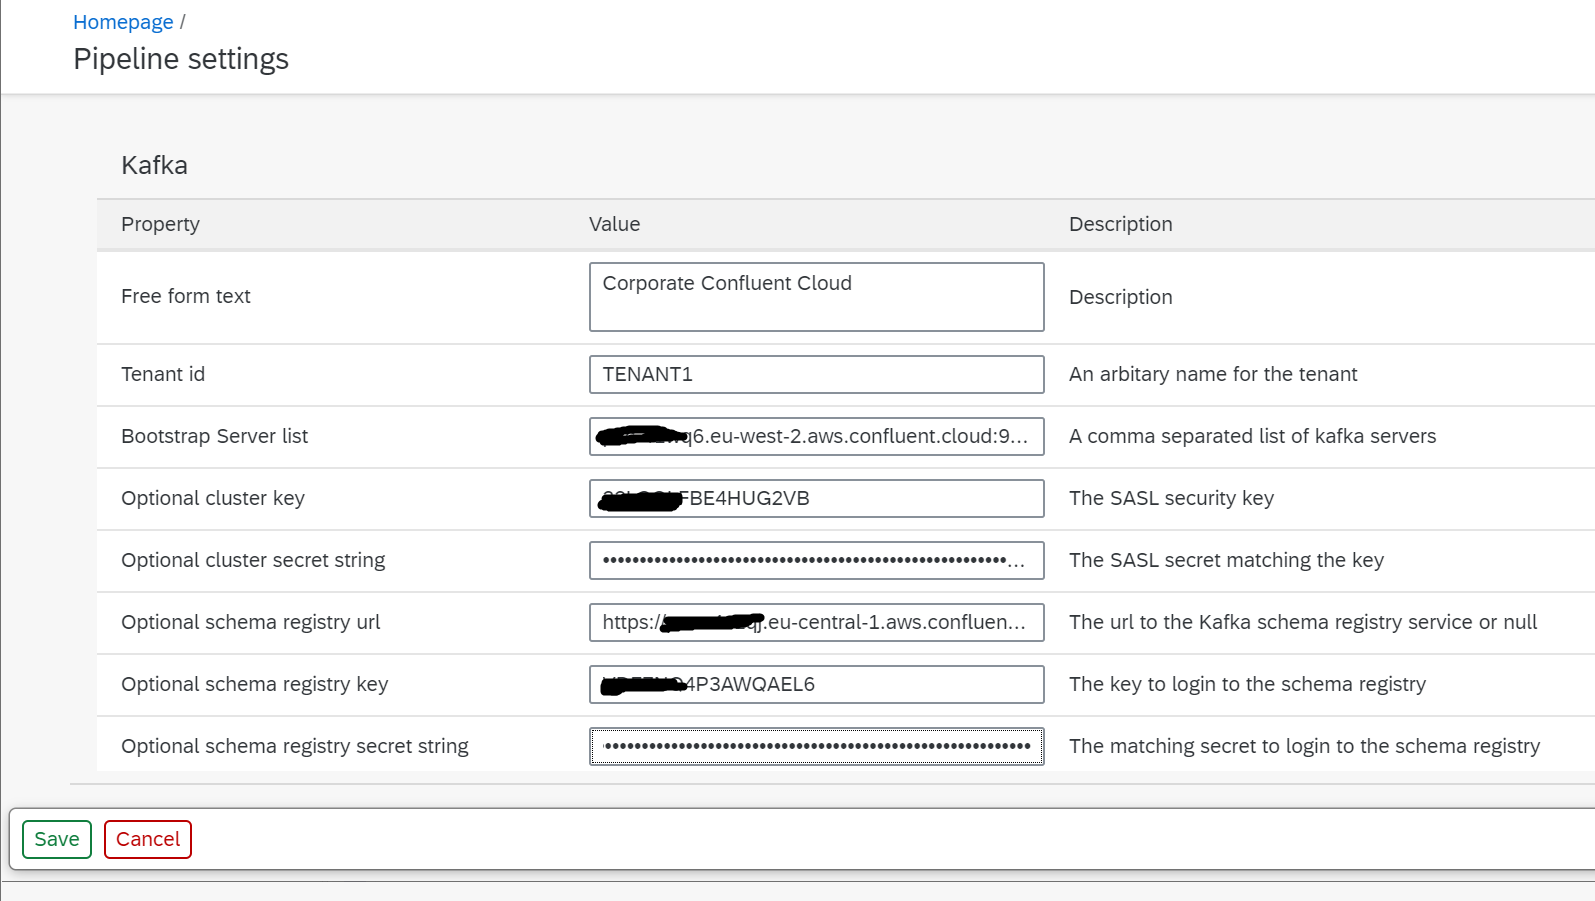 Homepage /
Pipeline settings
Kafka
Property Value Description
Free form text Corporate Confluent Cloud Description
Tenant id TENANT1 An arbitary name for the tenant
Bootstrap Server list q6.eu-west-2.aws.confluent.cloud:9... A comma separated list of kafka servers
Optional cluster key FBE4HUG2VB The SASL security key
Optional cluster secret string The SASL secret matching the key
Optional schema registry url https:// .eu-central-1.aws.confluen... The url to the Kafka schema registry service or null
Optional schema registry key 4P3AWQAEL6 The key to login to the schema registry
Optional schema registry secret string The matching secret to login to the schema registry
Save Cancel